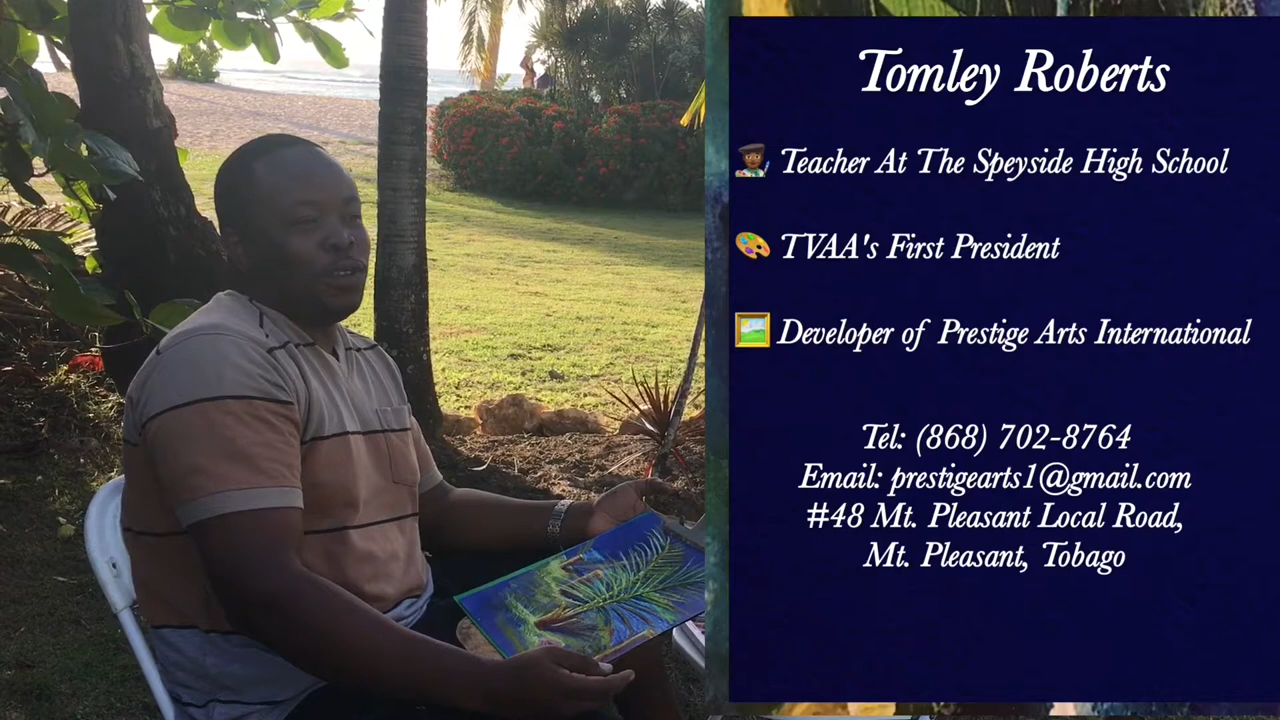 Tomley Roberts
Teacher At The Speyside High School
TVAA's First President
Developer of Prestige Arts International
Tel: (868) 702-8764
Email: prestigearts1@gmail.com
#48 Mt. Pleasant Local Road,
Mt. Pleasant, Tobago